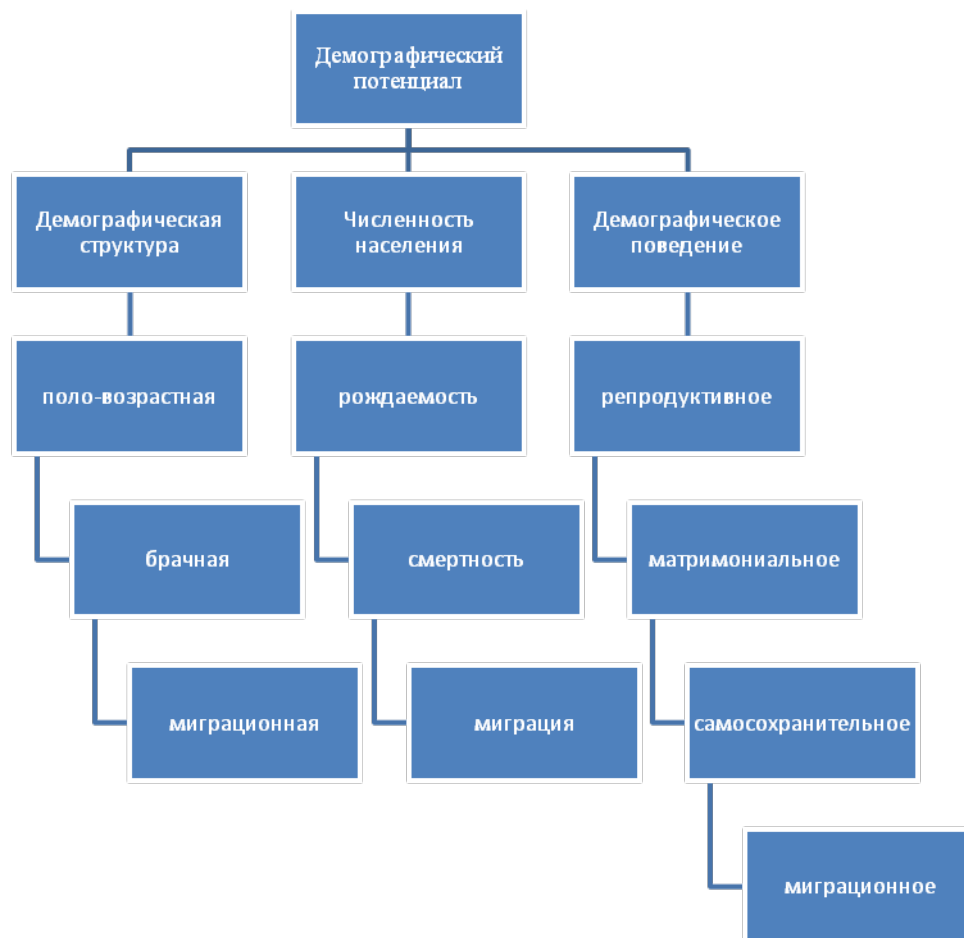 Демографический
потенциал
Демографическая
структура
Численность
населения
Демографическое
поведение
поло-возрастная
рождаемость
репродуктивное
брачная
смертность
матримониальное
миграционная
миграция
самосохранительное
миграционное